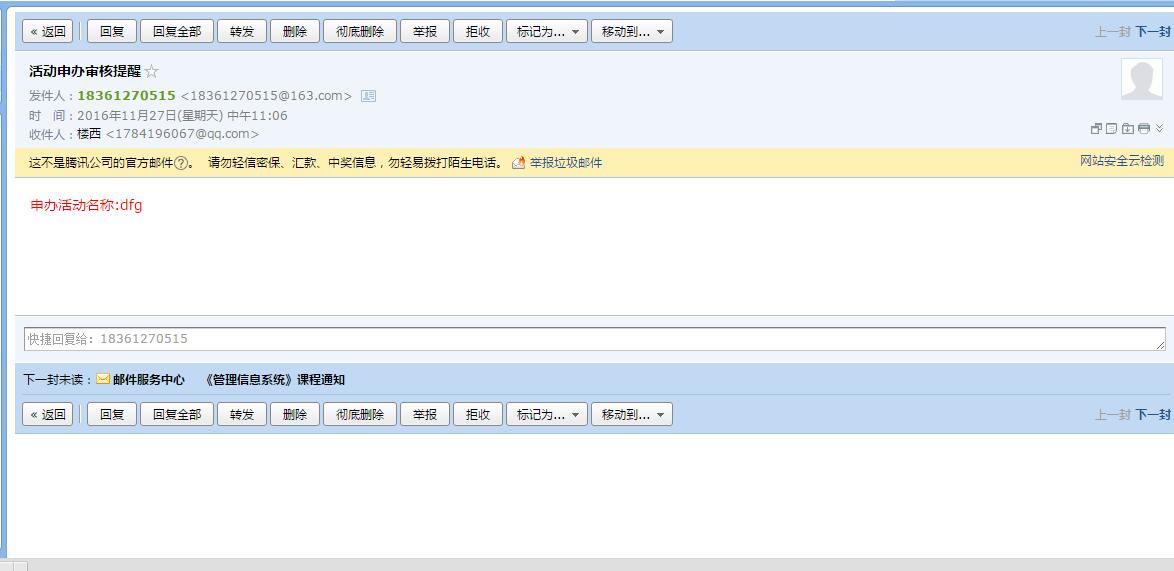 « 返回 回复 回复全部 转发 删除 彻底删除 举报 拒收 标记为... 移动到... 上一封 下一封
活动申办审核提醒
发件人：18361270515 <18361270515@163.com>
时 间：2016年11月27日(星期天) 中午11:06
收件人：楼西 <1784196067@qq.com>
这不是腾讯公司的官方邮件?。 请勿轻信密保、汇款、中奖信息，勿轻易拨打陌生电话。 举报垃圾邮件 网站安全云检测
申办活动名称:dfg
快捷回复给：18361270515
下一封未读：邮件服务中心 《管理信息系统》课程通知
« 返回 回复 回复全部 转发 删除 彻底删除 举报 拒收 标记为... 移动到... 上一封 下一封